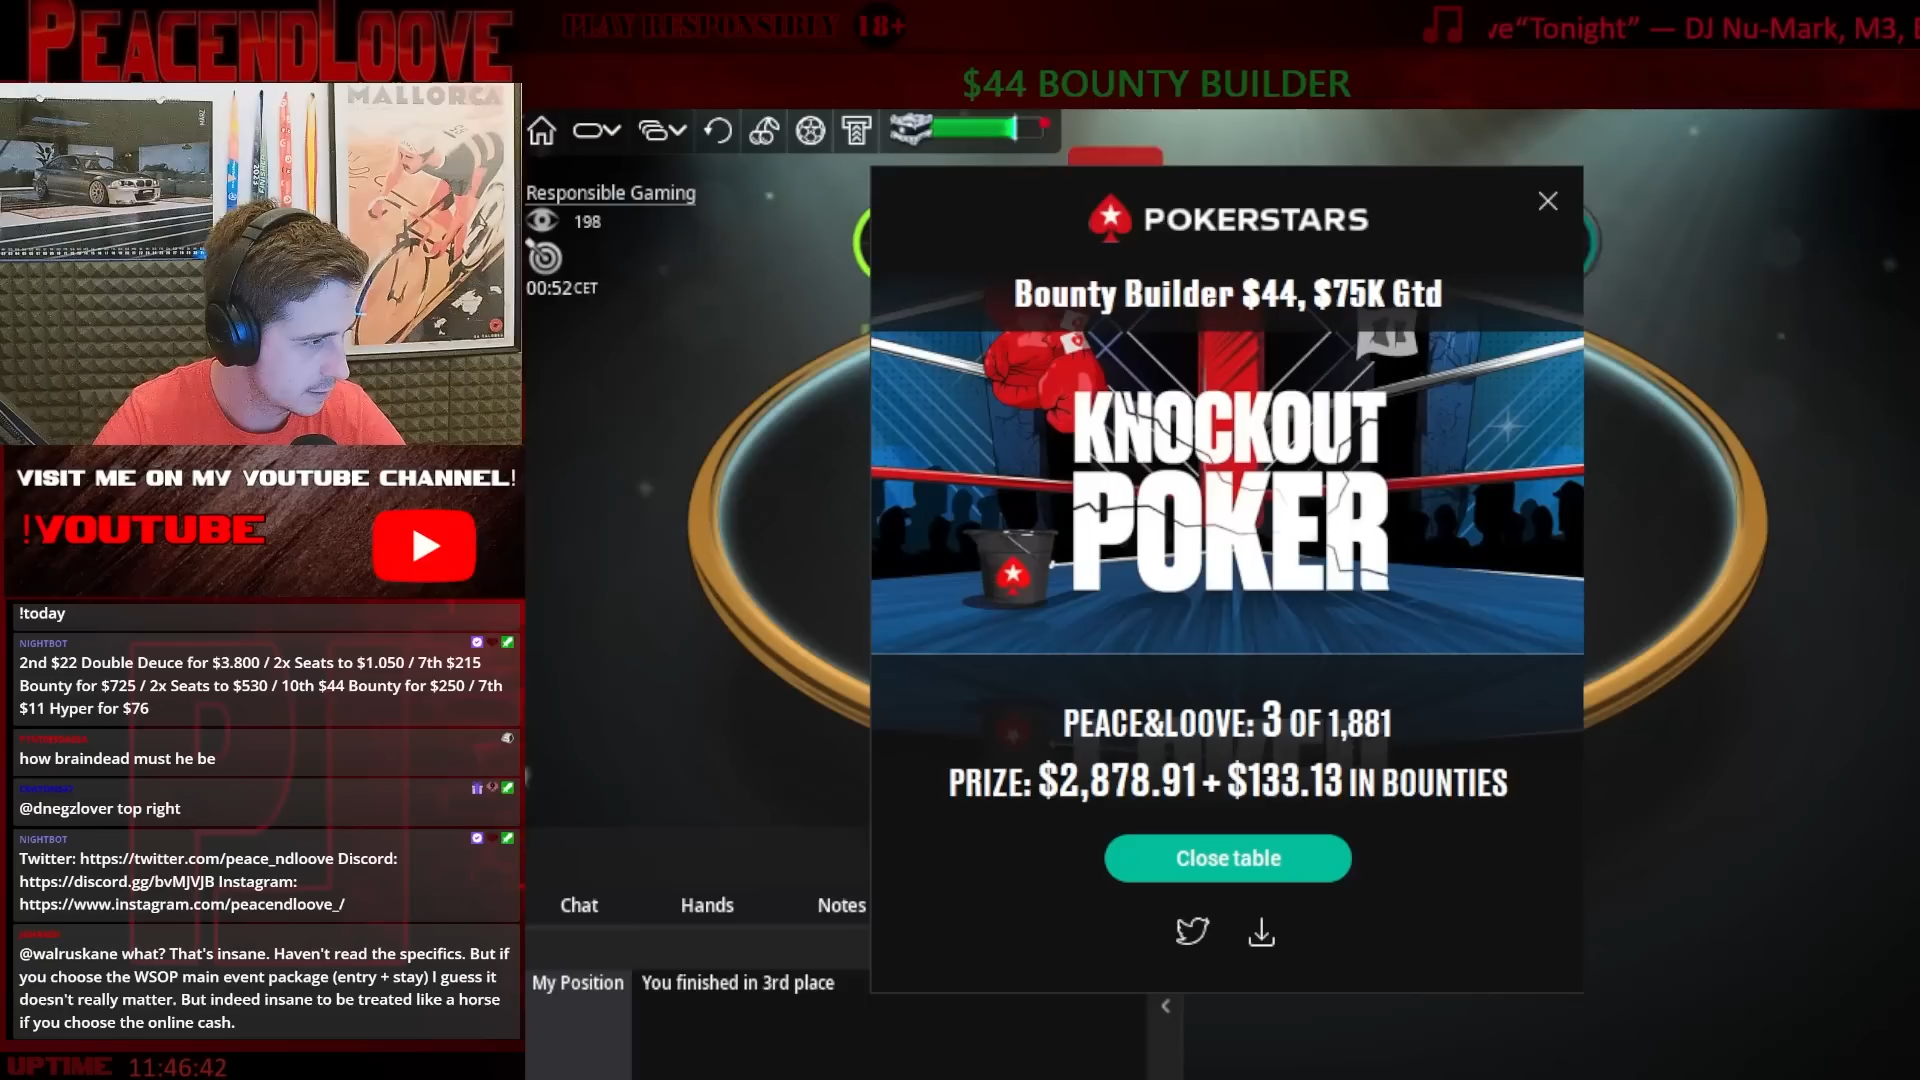 PEACENDLOOVE
PLAY RESPONSIBLY 18+
ve“Tonight” — DJ Nu-Mark, M3,
$44 BOUNTY BUILDER
MALLORCA
MÄRZ
Responsible Gaming
198
00:52 CET
POKERSTARS
Bounty Builder $44, $75K Gtd
KNOCKOUT
POKER
PEACE&LOOVE: 3 OF 1,881
PRIZE: $2,878.91 + $133.13 IN BOUNTIES
Close table
VISIT ME ON MY YOUTUBE CHANNEL!
!YOUTUBE
!today
NIGHTBOT
2nd $22 Double Deuce for $3.800 / 2x Seats to $1.050 / 7th $215
Bounty for $725 / 2x Seats to $530 / 10th $44 Bounty for $250 / 7th
$11 Hyper for $76
how braindead must he be
@dnegzlover top right
NIGHTBOT
Twitter: https://twitter.com/peace_ndloove Discord:
https://discord.gg/bvMJVJB Instagram:
https://www.instagram.com/peacendloove_/
@walruskane what? That's insane. Haven't read the specifics. But if
you choose the WSOP main event package (entry + stay) I guess it
doesn't really matter. But indeed insane to be treated like a horse
if you choose the online cash.
UPTIME 11:46:42
Chat Hands Notes
My Position You finished in 3rd place